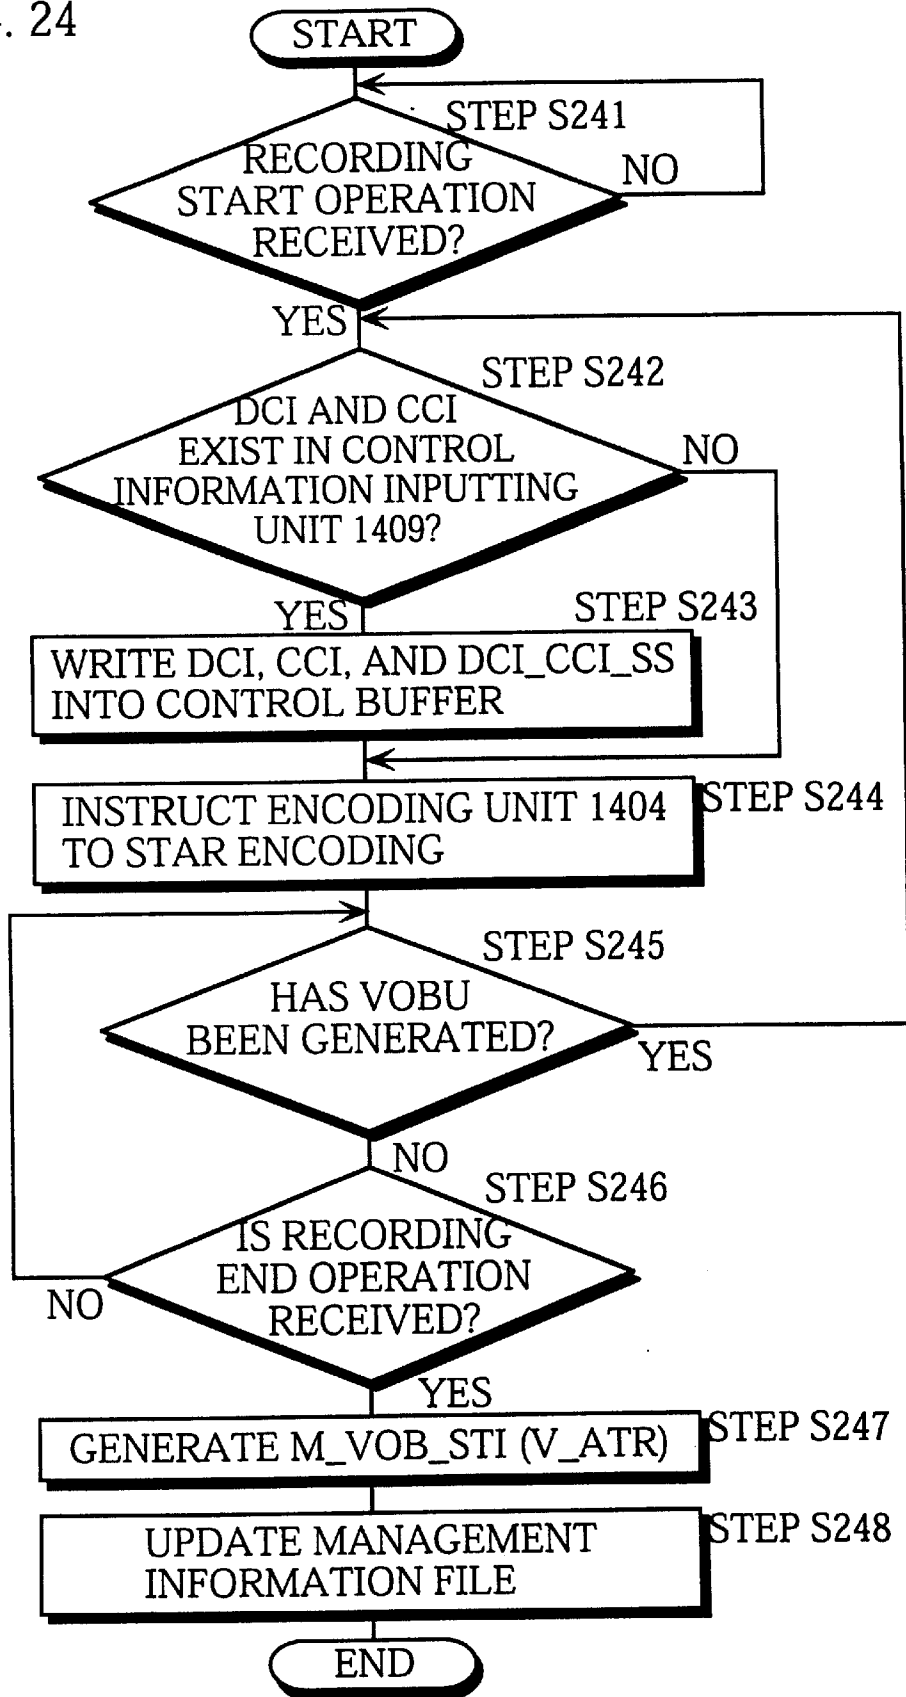 . 24
START
STEP S241
RECORDING
START OPERATION
RECEIVED?
NO
YES
STEP S242
DCI AND CCI
EXIST IN CONTROL
INFORMATION INPUTTING
UNIT 1409?
NO
YES
STEP S243
WRITE DCI, CCI, AND DCI_CCI_SS
INTO CONTROL BUFFER
STEP S244
INSTRUCT ENCODING UNIT 1404
TO STAR ENCODING
STEP S245
HAS VOBU
BEEN GENERATED?
YES
NO
STEP S246
IS RECORDING
END OPERATION
RECEIVED?
NO
YES
STEP S247
GENERATE M_VOB_STI (V_ATR)
STEP S248
UPDATE MANAGEMENT
INFORMATION FILE
END